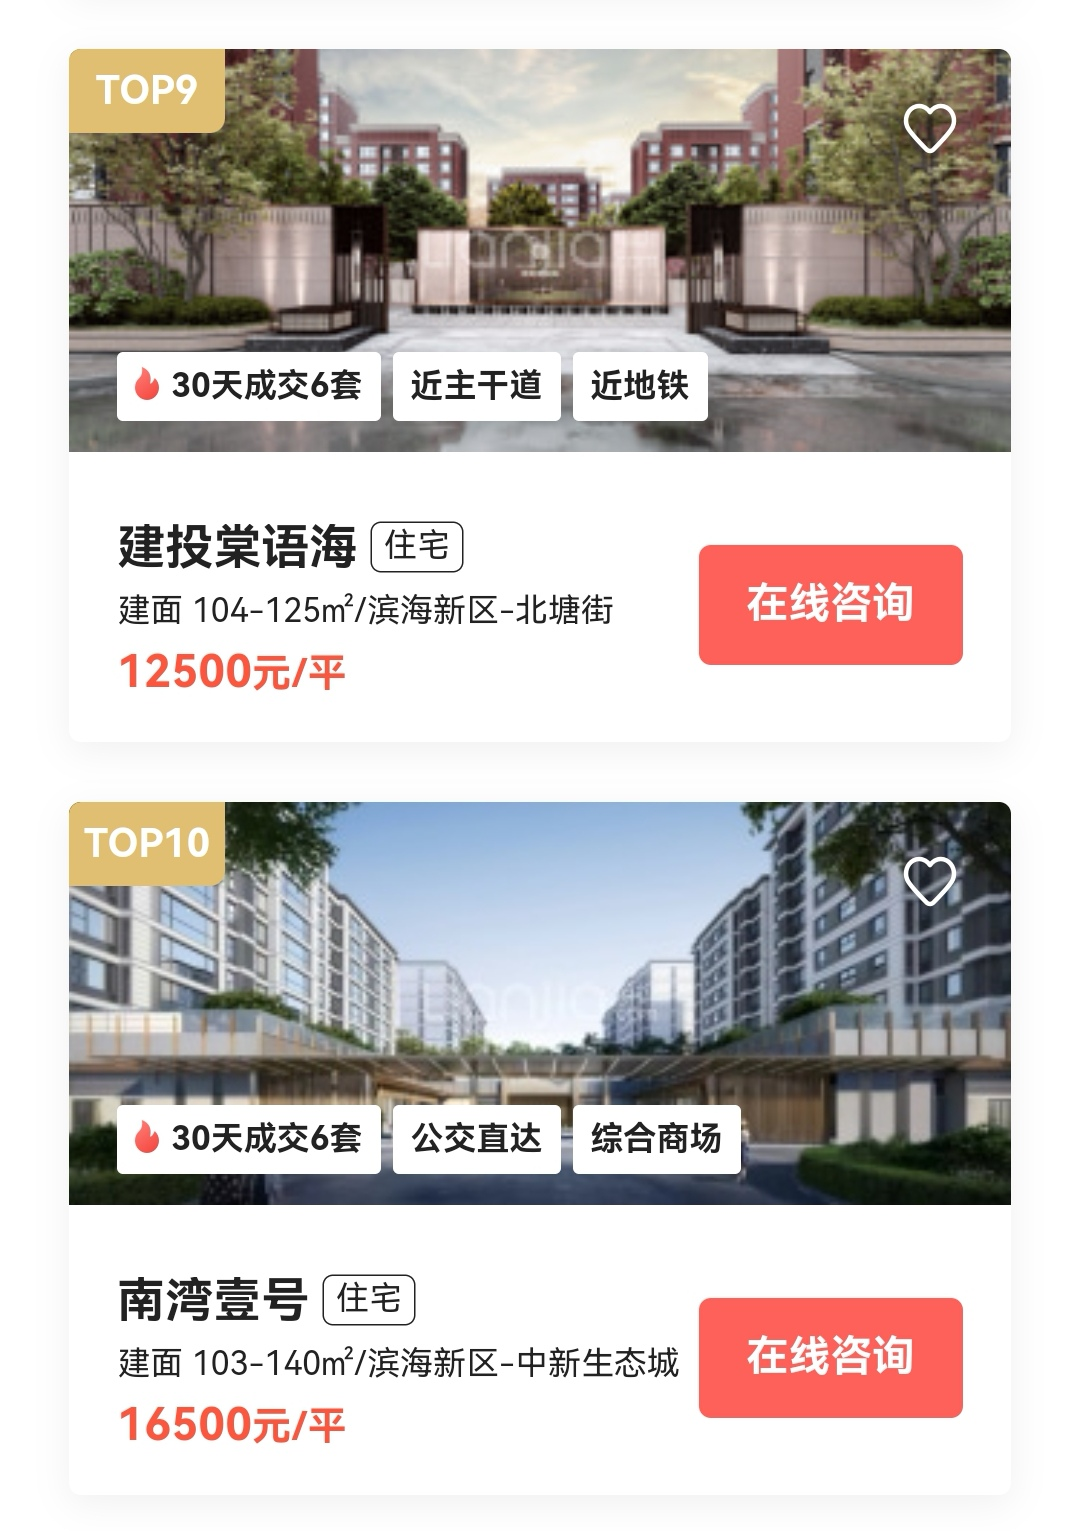 TOP9
lianjia
30天成交6套 近主干道 近地铁
建投棠语海 住宅
建面 104-125㎡/滨海新区-北塘街
12500元/平
在线咨询
TOP10
lianjia
30天成交6套 公交直达 综合商场
南湾壹号 住宅
建面 103-140㎡/滨海新区-中新生态城
16500元/平
在线咨询